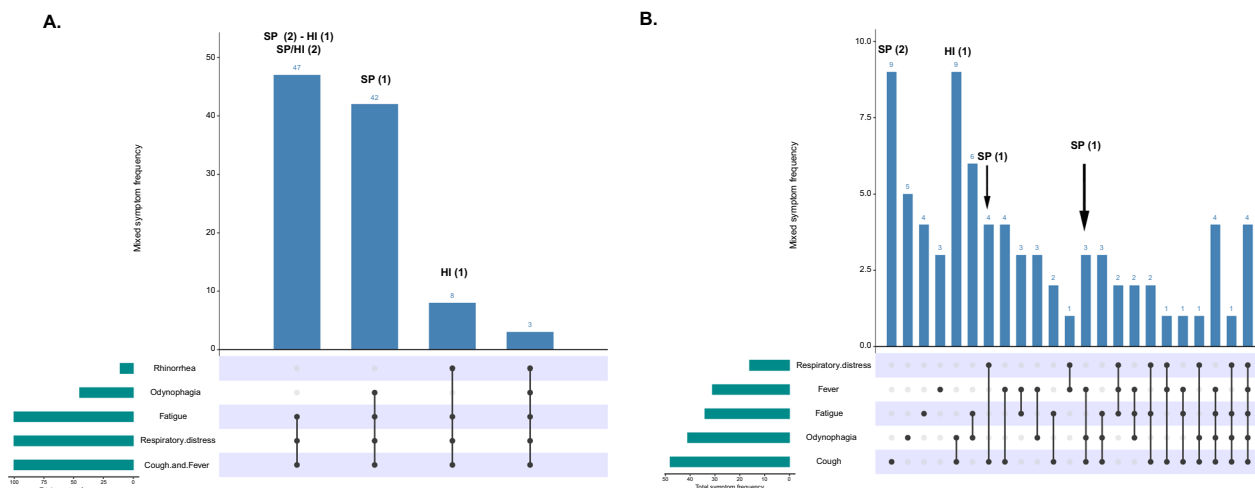 A.
SP (2) - HI (1)
SP/HI (2)
47
SP (1)
42
HI (1)
8
3
50
40
30
20
10
0
Mixed symptom frequency
Rhinorrhea
Odynophagia
Fatigue
Respiratory.distress
Cough.and.Fever
100 75 50 25 0
B.
10.0
7.5
5.0
2.5
0.0
Mixed symptom frequency
SP (2)
HI (1)
SP (1)
SP (1)
9 5 4 3 9 6 4 4 3 3 2 1 3 3 2 2 2 1 1 1 4 1 4
Respiratory.distress
Fever
Fatigue
Odynophagia
Cough
50 40 30 20 10 0
Total symptom frequency